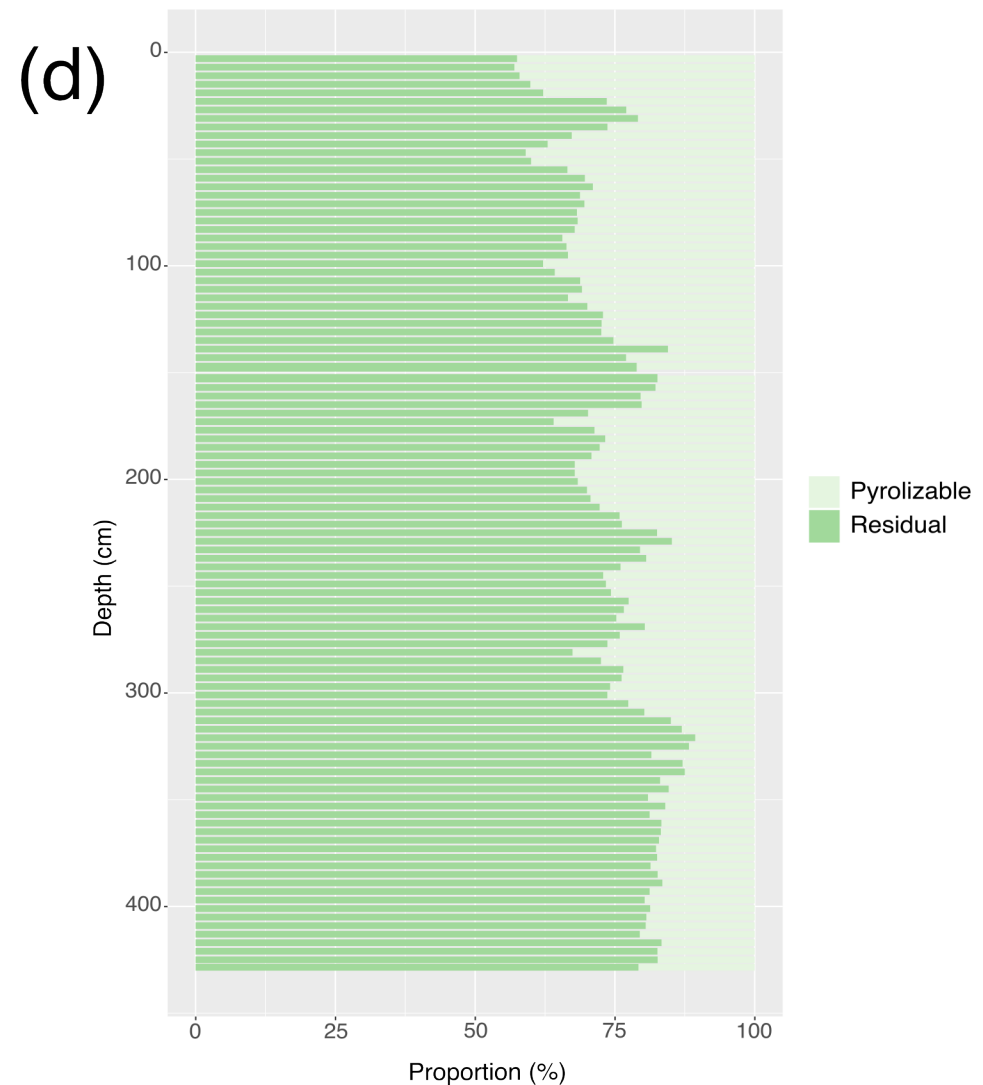 (d)
0
100
200
300
400
Depth (cm)
0 25 50 75 100
Proportion (%)
Pyrolizable
Residual